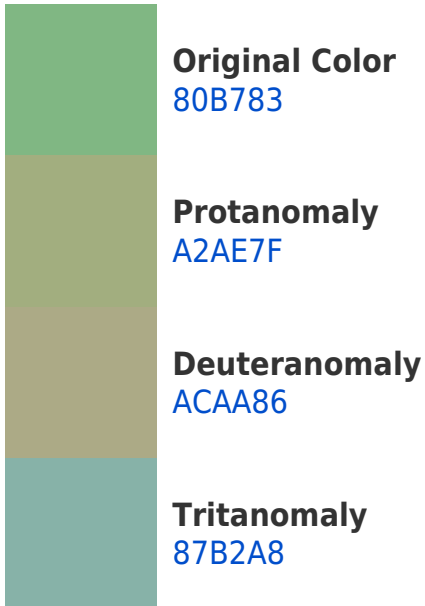 Original Color
80B783
Protanomaly
A2AE7F
Deuteranomaly
ACAA86
Tritanomaly
87B2A8